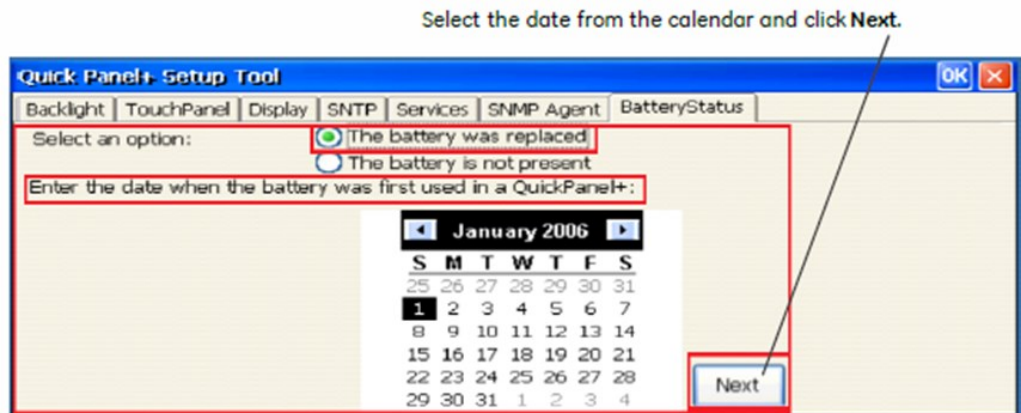 Select the date from the calendar and click Next.
Quick Panel+ Setup Tool OK
Backlight TouchPanel Display SNTP Services SNMP Agent BatteryStatus
Select an option: The battery was replaced
The battery is not present
Enter the date when the battery was first used in a QuickPanel+:
January 2006
S M T W T F S
25 26 27 28 29 30 31
1 2 3 4 5 6 7
8 9 10 11 12 13 14
15 16 17 18 19 20 21
22 23 24 25 26 27 28
29 30 31 1 2 3 4
Next